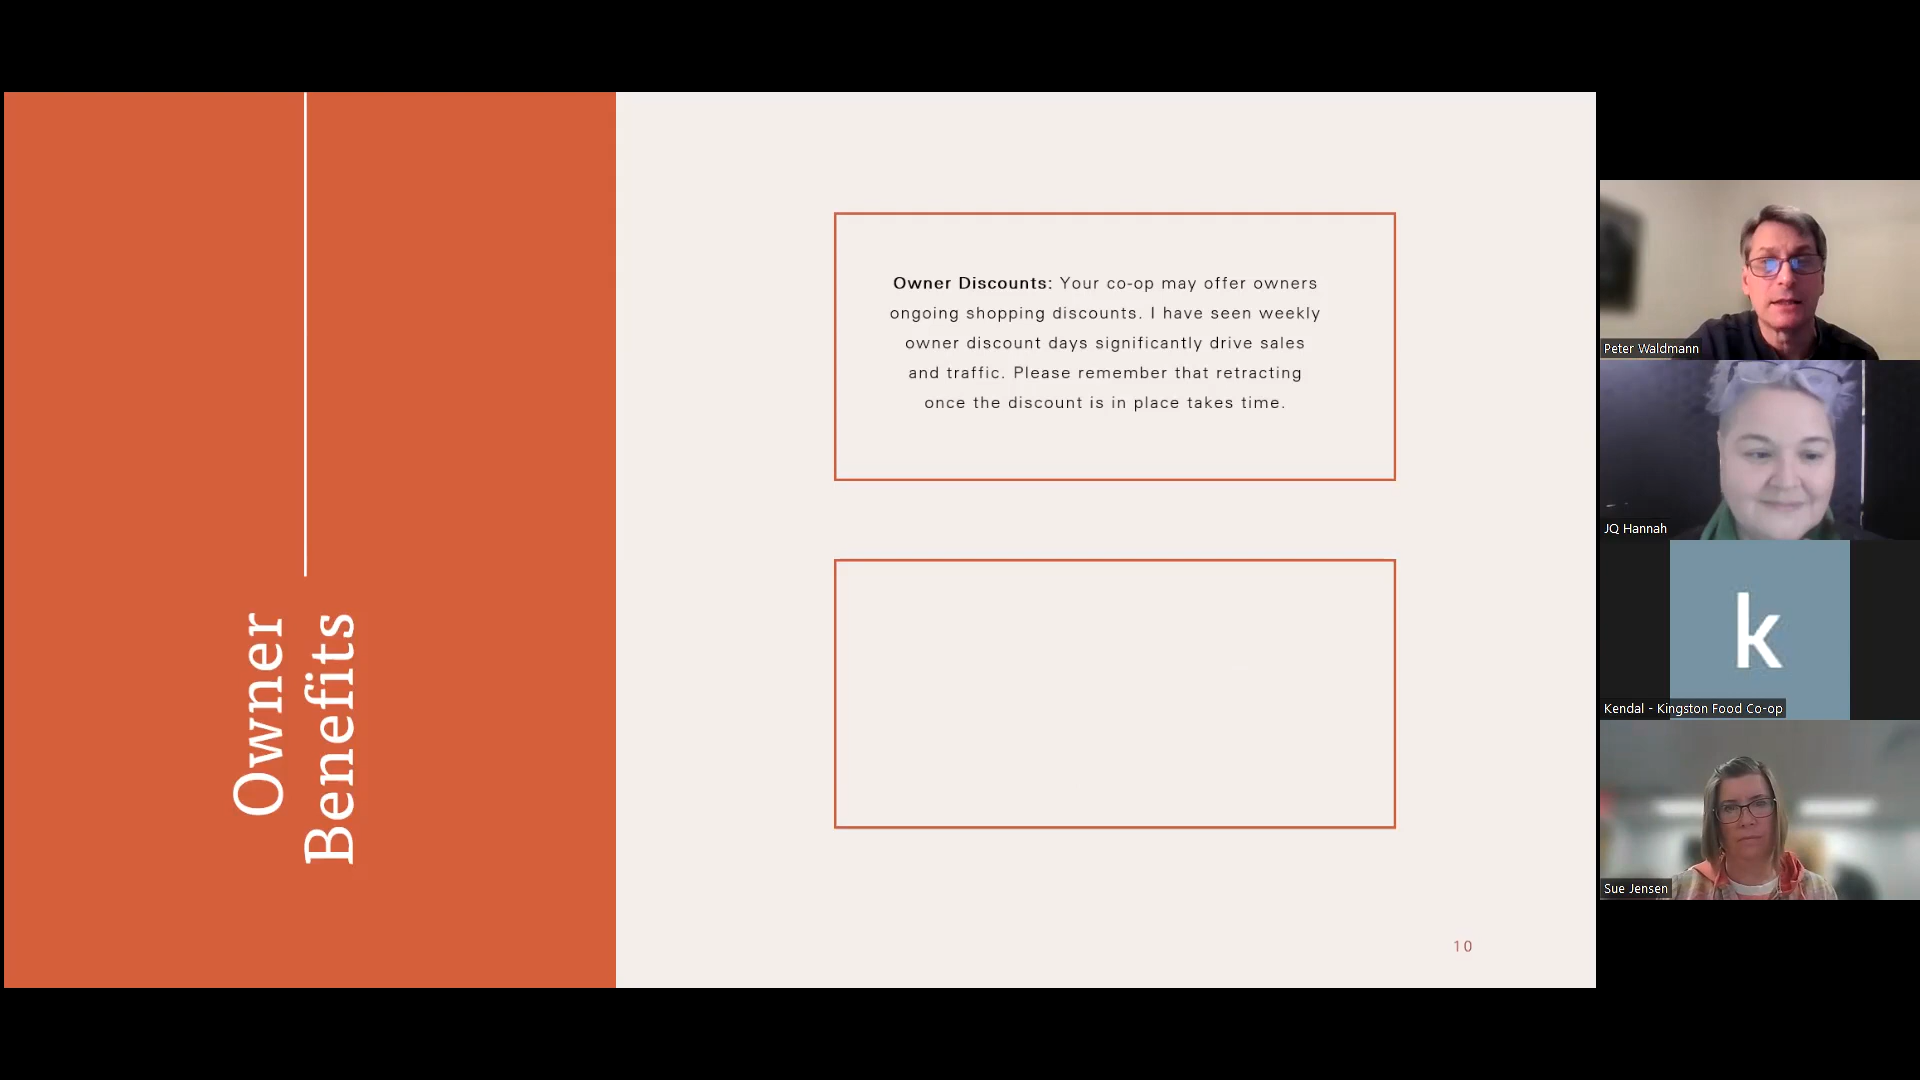 Owner
Benefits
Owner Discounts: Your co-op may offer owners
ongoing shopping discounts. I have seen weekly
owner discount days significantly drive sales
and traffic. Please remember that retracting
once the discount is in place takes time.
10
Peter Waldmann
JQ Hannah
k
Kendal - Kingston Food Co-op
Sue Jensen